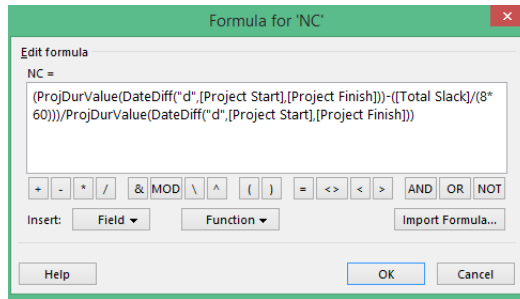 Formula for 'NC'
×
Edit formula
NC =
(ProjDurValue(DateDiff("d",[Project Start],[Project Finish]))-([Total Slack]/(8*
60)))/ProjDurValue(DateDiff("d",[Project Start],[Project Finish]))
+ - * / & MOD \ ^ ( ) = <> < > AND OR NOT
Insert: Field Function Import Formula...
Help OK Cancel